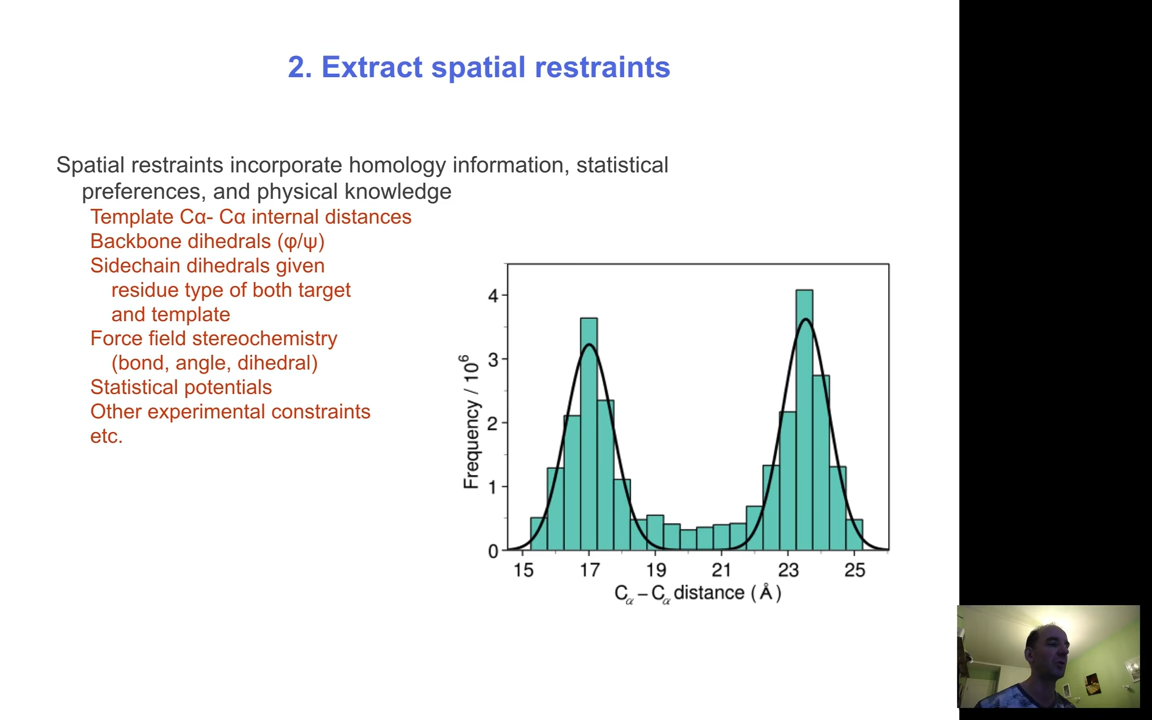 2. Extract spatial restraints
Spatial restraints incorporate homology information, statistical
preferences, and physical knowledge
Template Cα- Cα internal distances
Backbone dihedrals (φ/ψ)
Sidechain dihedrals given
residue type of both target
and template
Force field stereochemistry
(bond, angle, dihedral)
Statistical potentials
Other experimental constraints
etc.
Frequency / 10⁶
4
3
2
1
0
15 17 19 21 23 25
Cα – Cα distance (Å)